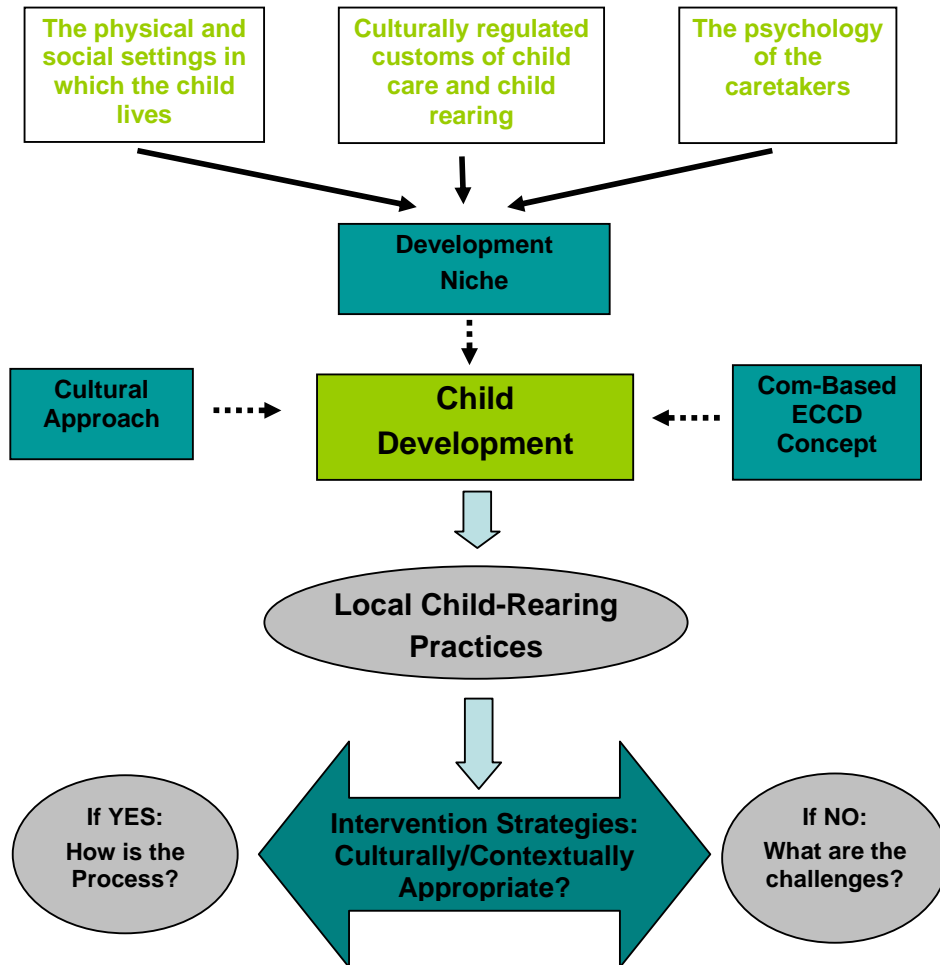 The physical and
social settings in
which the child
lives
Culturally regulated
customs of child
care and child
rearing
The psychology
of the
caretakers
Development
Niche
Cultural
Approach
Child
Development
Com-Based
ECCD
Concept
Local Child-Rearing
Practices
If YES:
How is the
Process?
Intervention Strategies:
Culturally/Contextually
Appropriate?
If NO:
What are the
challenges?